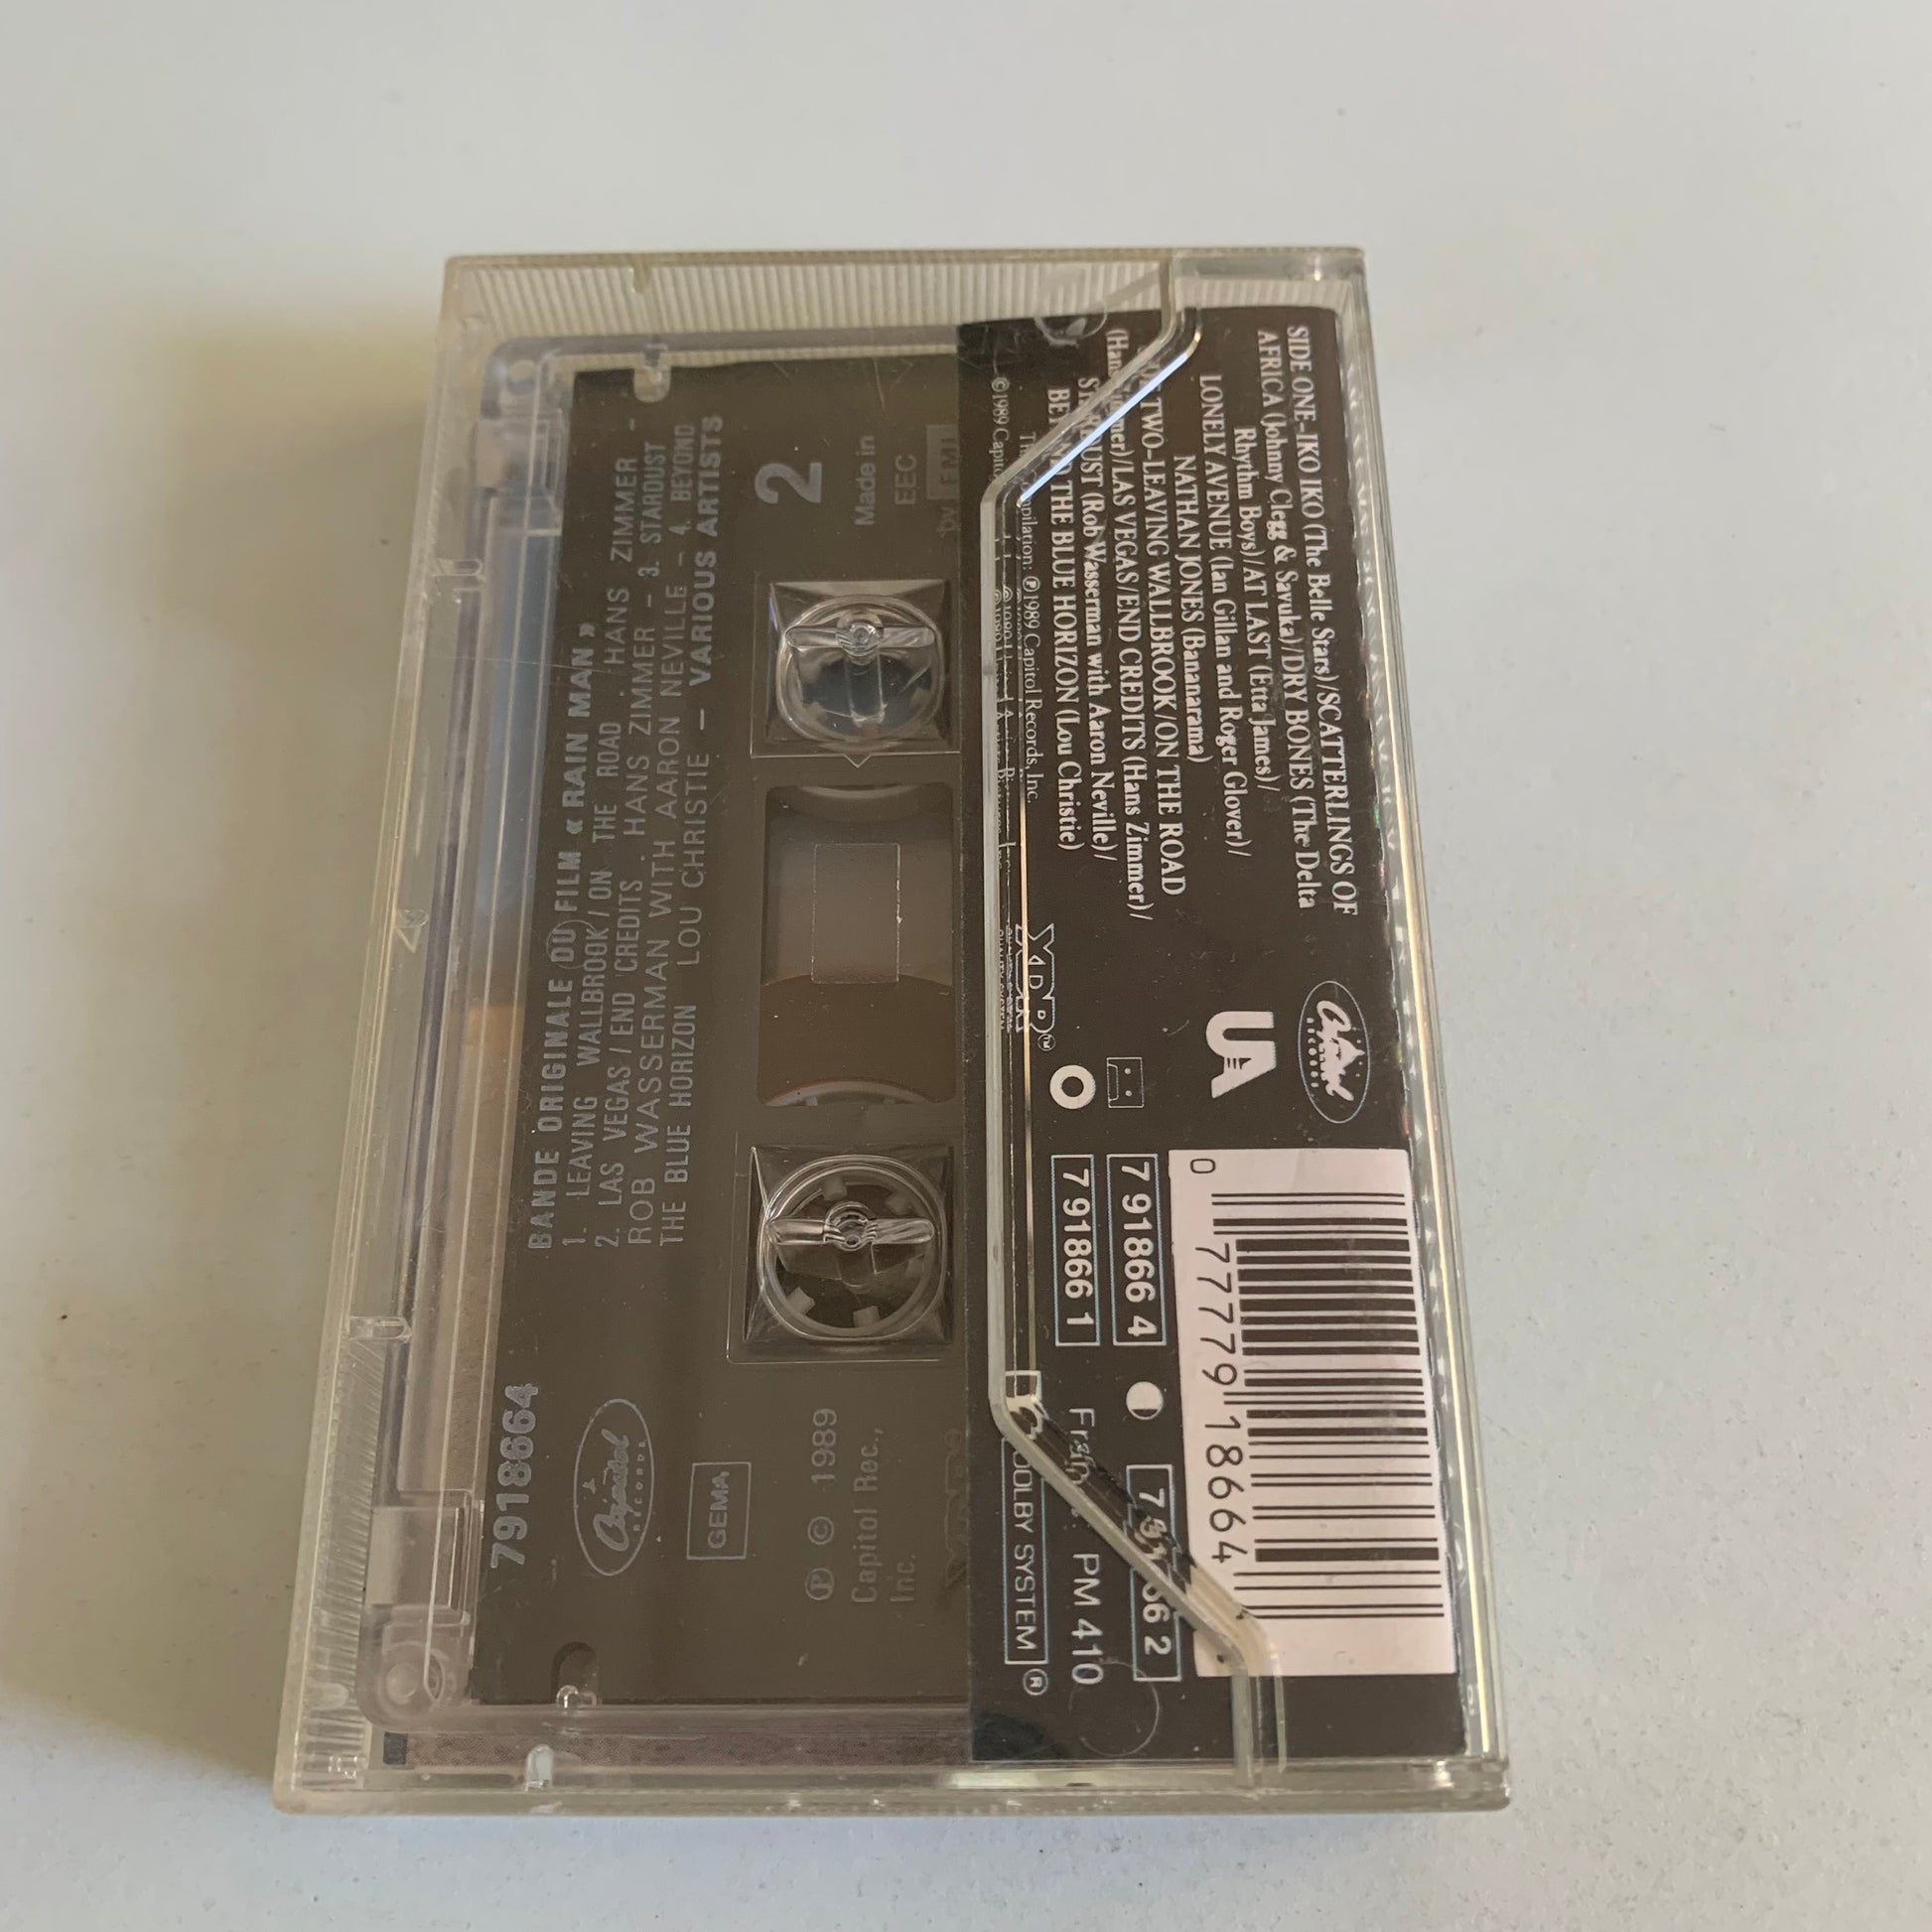 SIDE ONE-IKO IKO (The Belle Stars)/SCATTERLINGS OF
AFRICA (Johnny Clegg & Savuka)/DRY BONES (The Delta
Rhythm Boys)/AT LAST (Etta James)/
LONELY AVENUE (Ian Gillan and Roger Glover)/
NATHAN JONES (Bananarama)
TWO-LEAVING WALLBROOK/ON THE ROAD
/LAS VEGAS/END CREDITS (Hans Zimmer)/
(Rob Wasserman with Aaron Neville)/
THE BLUE HORIZON (Lou Christie)
℗1989 Capitol Records, Inc.
©1989
Capitol
RECORDS
UA
XDR™
0 77779 18664
7 91866 4
7 91866 1
PM 410
DOLBY SYSTEM ®
BANDE ORIGINALE DU FILM « RAIN MAN »
1. LEAVING WALLBROOK / ON THE ROAD . HANS ZIMMER -
2. LAS VEGAS / END CREDITS . HANS ZIMMER - 3. STARDUST
ROB WASSERMAN WITH AARON NEVILLE - 4. BEYOND
THE BLUE HORIZON LOU CHRISTIE - VARIOUS ARTISTS
2
Made in
EEC
by EMI
7918664
Capitol
RECORDS
GEMA
℗ © 1989
Capitol Rec.,
Inc.